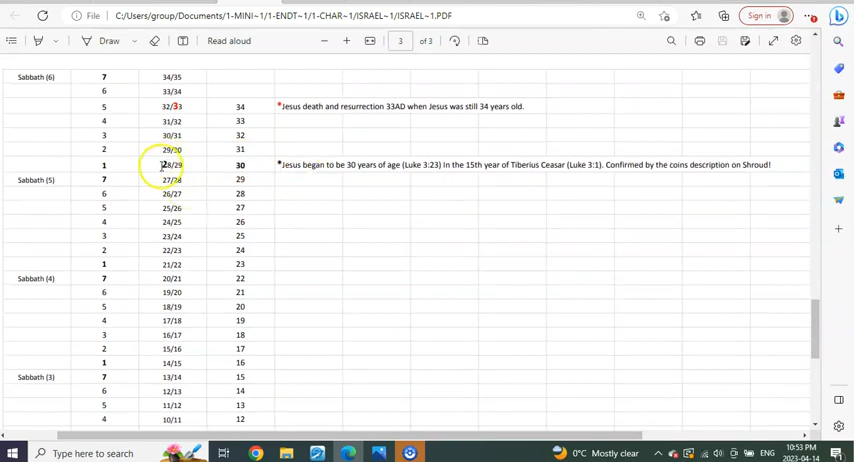 File C:/Users/group/Documents/1-MINI~1/1-ENDT~1/1-CHAR~1/ISRAEL~1/ISRAEL~1.PDF Sign in
Draw Read aloud 3 of 3
Sabbath (6) 7 34/35
6 33/34
5 32/33 34 *Jesus death and resurrection 33AD when Jesus was still 34 years old.
4 31/32 33
3 30/31 32
2 29/30 31
1 28/29 30 *Jesus began to be 30 years of age (Luke 3:23) In the 15th year of Tiberius Ceasar (Luke 3:1). Confirmed by the coins description on Shroud!
Sabbath (5) 7 27/28 29
6 26/27 28
5 25/26 27
4 24/25 26
3 23/24 25
2 22/23 24
1 21/22 23
Sabbath (4) 7 20/21 22
6 19/20 21
5 18/19 20
4 17/18 19
3 16/17 18
2 15/16 17
1 14/15 16
Sabbath (3) 7 13/14 15
6 12/13 14
5 11/12 13
4 10/11 12
Type here to search 0°C Mostly clear ENG 10:53 PM
2023-04-14